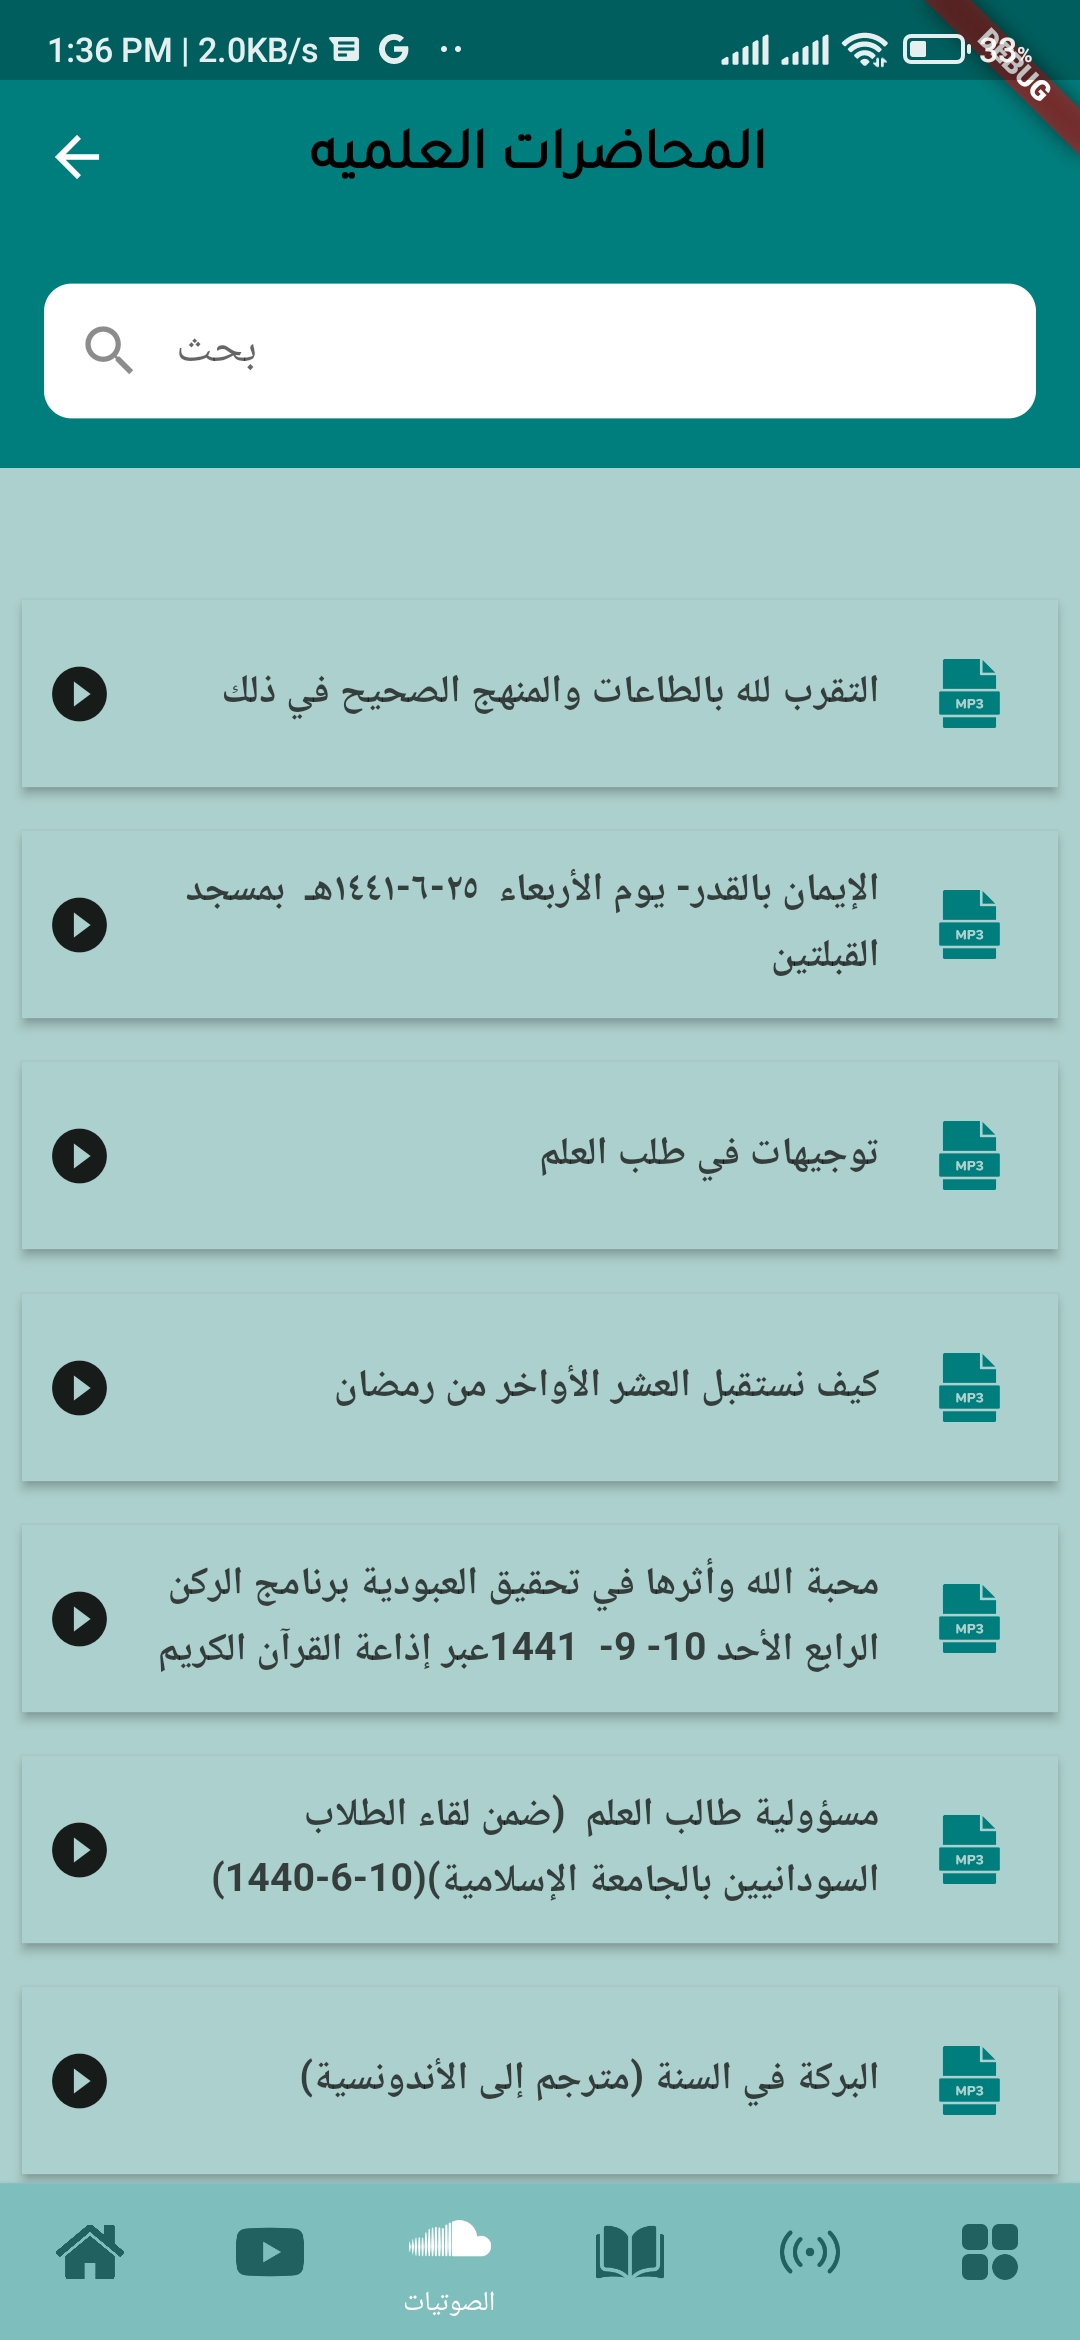 1:36 PM | 2.0KB/s
33%
DEBUG
المحاضرات العلميه
بحث
التقرب لله بالطاعات والمنهج الصحيح في ذلك
MP3
الإيمان بالقدر- يوم الأربعاء  ٢٥-٦-١٤٤١هـ  بمسجد
القبلتين
MP3
توجيهات في طلب العلم
MP3
كيف نستقبل العشر الأواخر من رمضان
MP3
محبة الله وأثرها في تحقيق العبودية برنامج الركن
الرابع الأحد 10- 9-  1441عبر إذاعة القرآن الكريم
MP3
مسؤولية طالب العلم  (ضمن لقاء الطلاب
السودانيين بالجامعة الإسلامية)(10-6-1440)
MP3
البركة في السنة (مترجم إلى الأندونسية)
MP3
الصوتيات